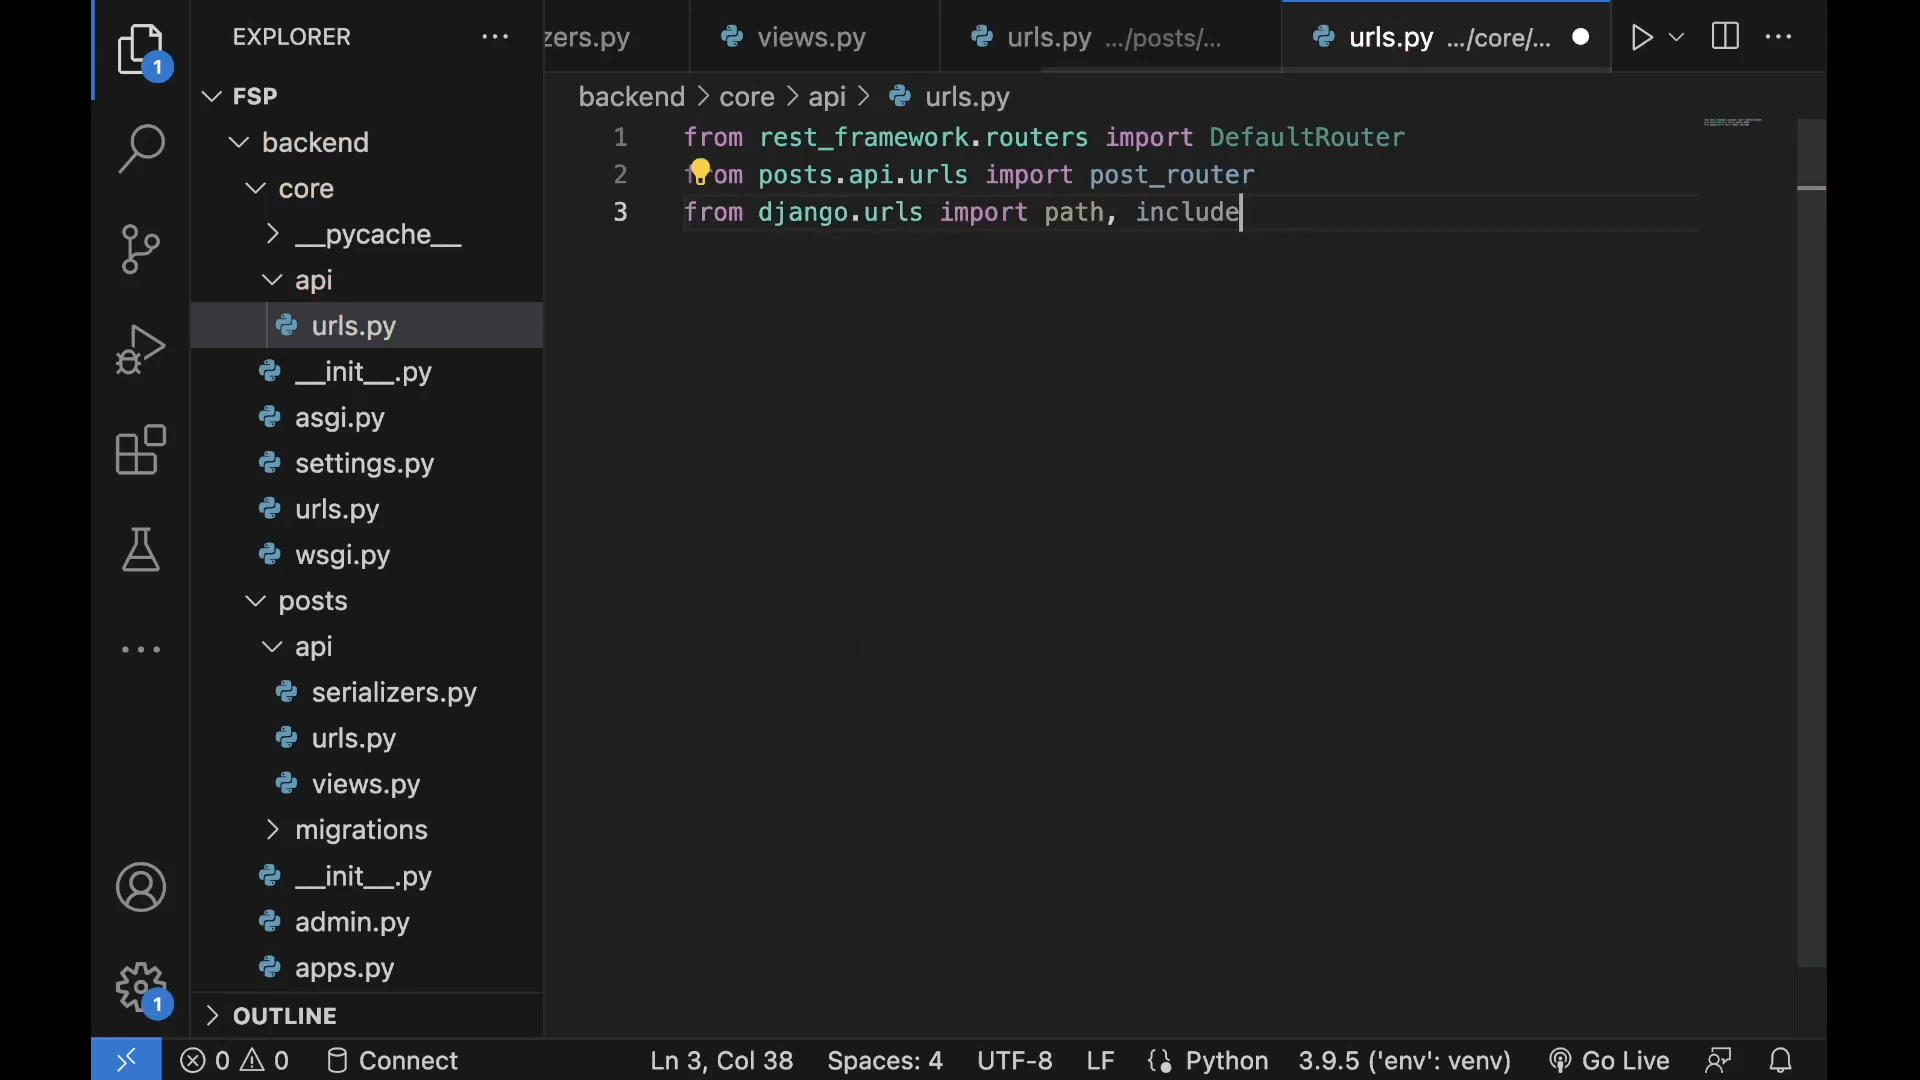 EXPLORER
zers.py
views.py
urls.py .../posts/...
urls.py .../core/...
1
FSP
backend
core
__pycache__
api
urls.py
__init__.py
asgi.py
settings.py
urls.py
wsgi.py
posts
api
serializers.py
urls.py
views.py
migrations
__init__.py
admin.py
apps.py
OUTLINE
1
backend > core > api > urls.py
1 from rest_framework.routers import DefaultRouter
2 from posts.api.urls import post_router
3 from django.urls import path, include
0 0 Connect Ln 3, Col 38 Spaces: 4 UTF-8 LF Python 3.9.5 ('env': venv) Go Live